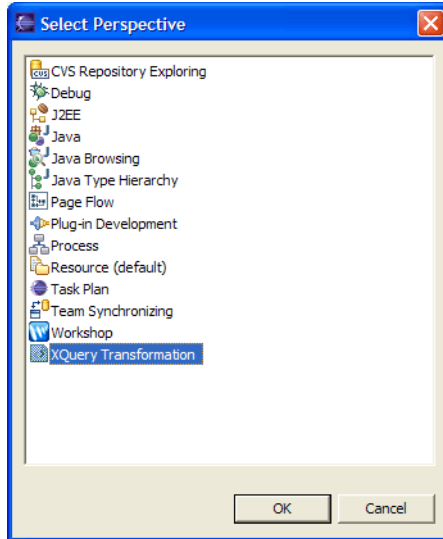 Select Perspective
CVS Repository Exploring
Debug
J2EE
Java
Java Browsing
Java Type Hierarchy
Page Flow
Plug-in Development
Process
Resource (default)
Task Plan
Team Synchronizing
Workshop
XQuery Transformation
OK Cancel